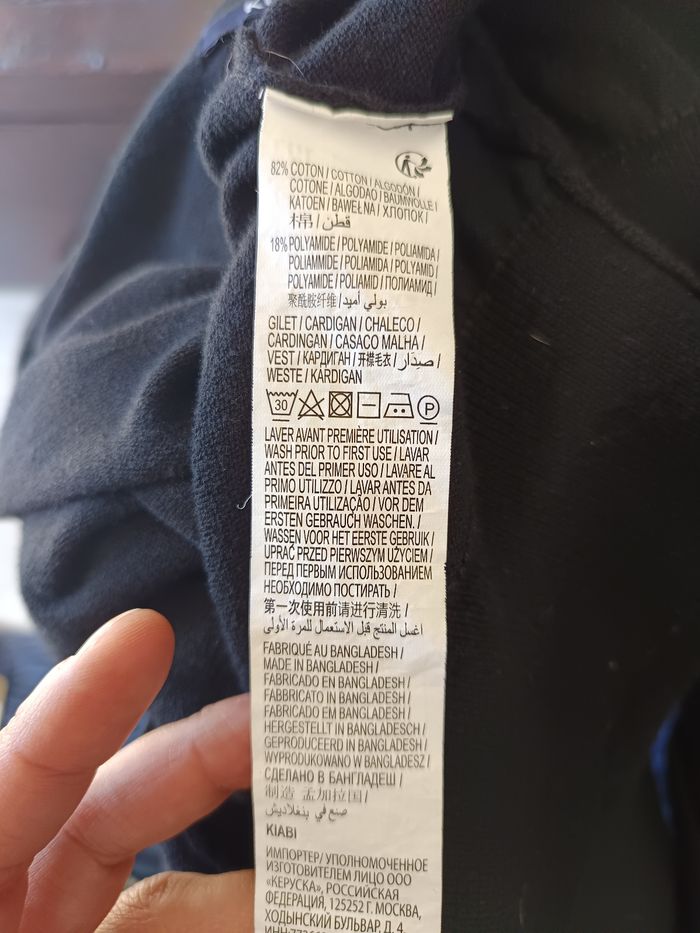 82% COTON / COTTON / ALGODÓN /
COTONE / ALGODAO / BAUMWOLLE /
KATOEN / BAWEŁNA / ХЛОПОК /
棉 / قطن /
18% POLYAMIDE / POLYAMIDE / POLIAMIDA /
POLIAMMIDE / POLIAMIDA / POLYAMID /
POLYAMIDE / POLIAMID / ПОЛИАМИД /
聚酰胺纤维 / بولي أميد /
GILET / CARDIGAN / CHALECO /
CARDINGAN / CASACO MALHA /
VEST / КАРДИГАН / 开襟毛衣 / صيدَار /
WESTE / KARDIGAN
30 P
LAVER AVANT PREMIÈRE UTILISATION /
WASH PRIOR TO FIRST USE / LAVAR
ANTES DEL PRIMER USO / LAVARE AL
PRIMO UTILIZZO / LAVAR ANTES DA
PRIMEIRA UTILIZAÇÃO / VOR DEM
ERSTEN GEBRAUCH WASCHEN. /
WASSEN VOOR HET EERSTE GEBRUIK /
UPRAĆ PRZED PIERWSZYM UŻYCIEM /
ПЕРЕД ПЕРВЫМ ИСПОЛЬЗОВАНИЕМ
НЕОБХОДИМО ПОСТИРАТЬ /
第一次使用前请进行清洗 /
اغسل المنتج قبل الاستعمال للمرة الأولى
FABRIQUÉ AU BANGLADESH /
MADE IN BANGLADESH /
FABRICADO EN BANGLADESH /
FABBRICATO IN BANGLADESH /
FABRICADO EM BANGLADESH /
HERGESTELLT IN BANGLADESCH /
GEPRODUCEERD IN BANGLADESH /
WYPRODUKOWANO W BANGLADESZ /
СДЕЛАНО В БАНГЛАДЕШ /
制造 孟加拉国 /
صنع في بنغلاديش
KIABI
ИМПОРТЕР/ УПОЛНОМОЧЕННОЕ
ИЗГОТОВИТЕЛЕМ ЛИЦО ООО
«КЕРУСКА», РОССИЙСКАЯ
ФЕДЕРАЦИЯ, 125252 Г. МОСКВА,
ХОДЫНСКИЙ БУЛЬВАР, Д. 4,